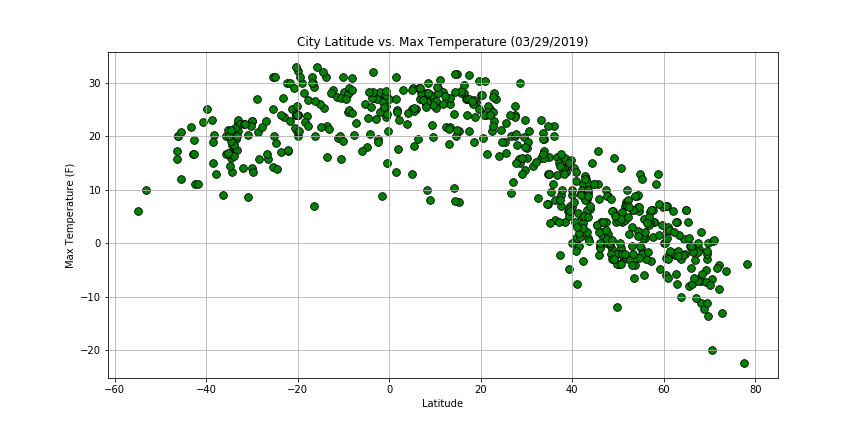 City Latitude vs. Max Temperature (03/29/2019)
Max Temperature (F)
30
20
10
0
−10
−20
−60 −40 −20 0 20 40 60 80
Latitude